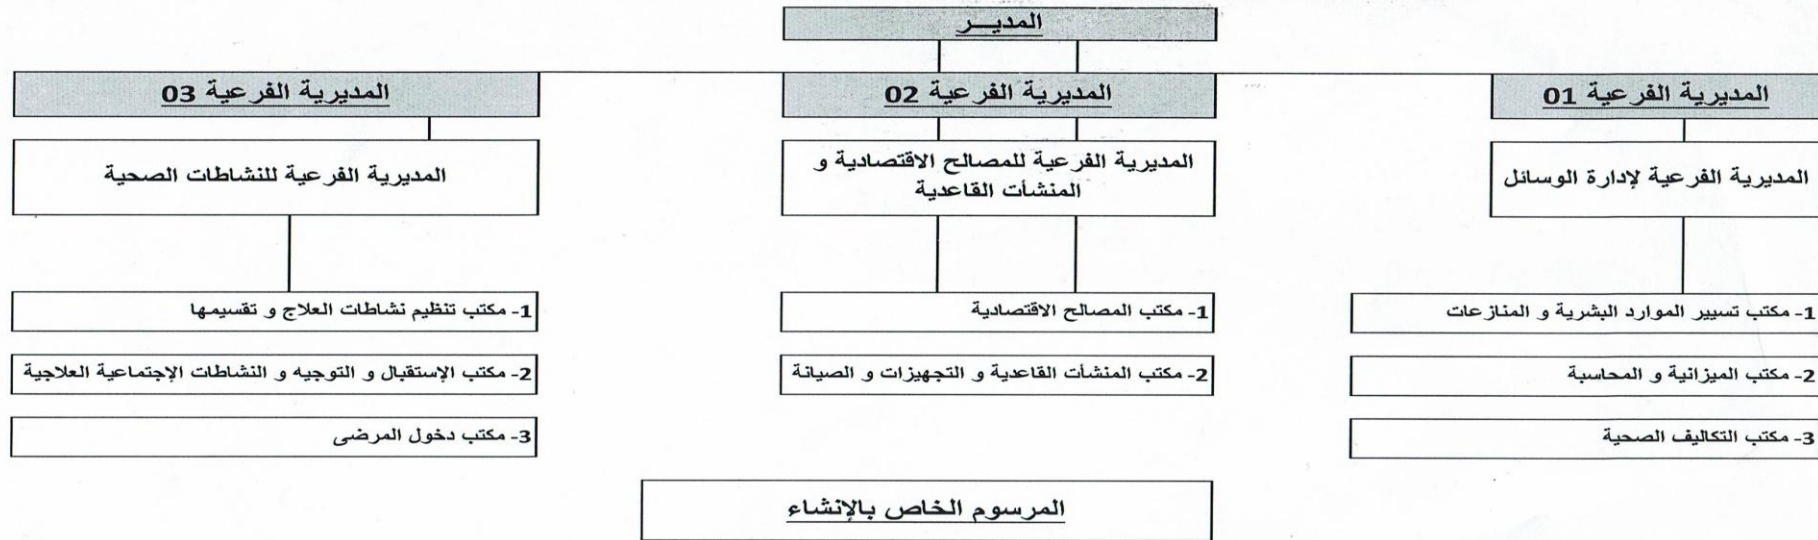 المديــر
المديرية الفرعية 01
المديرية الفرعية 02
المديرية الفرعية 03
المديرية الفرعية لإدارة الوسائل
المديرية الفرعية للمصالح الاقتصادية و
المنشأت القاعدية
المديرية الفرعية للنشاطات الصحية
1- مكتب تسيير الموارد البشرية و المنازعات
1- مكتب المصالح الاقتصادية
1- مكتب تنظيم نشاطات العلاج و تقسيمها
2- مكتب الميزانية و المحاسبة
2- مكتب المنشأت القاعدية و التجهيزات و الصيانة
2- مكتب الإستقبال و التوجيه و النشاطات الإجتماعية العلاجية
3- مكتب التكاليف الصحية
3- مكتب دخول المرضى
المرسوم الخاص بالإنشاء